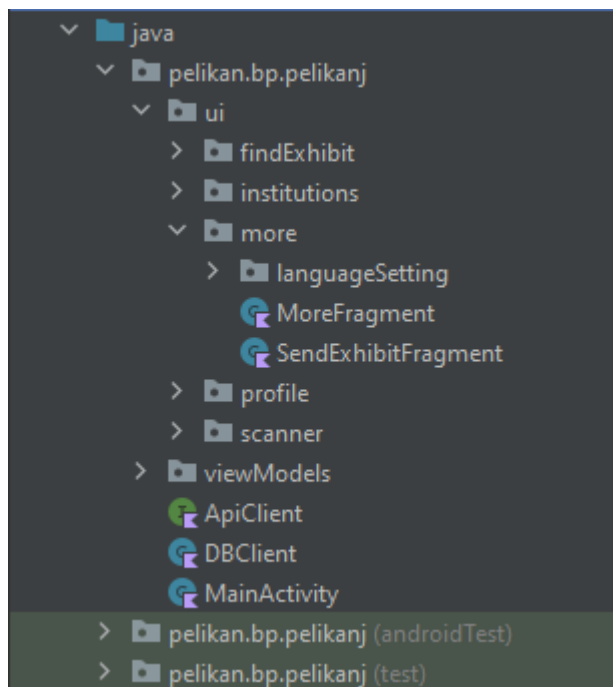 java
pelikan.bp.pelikanj
ui
findExhibit
institutions
more
languageSetting
MoreFragment
SendExhibitFragment
profile
scanner
viewModels
ApiClient
DBClient
MainActivity
pelikan.bp.pelikanj (androidTest)
pelikan.bp.pelikanj (test)